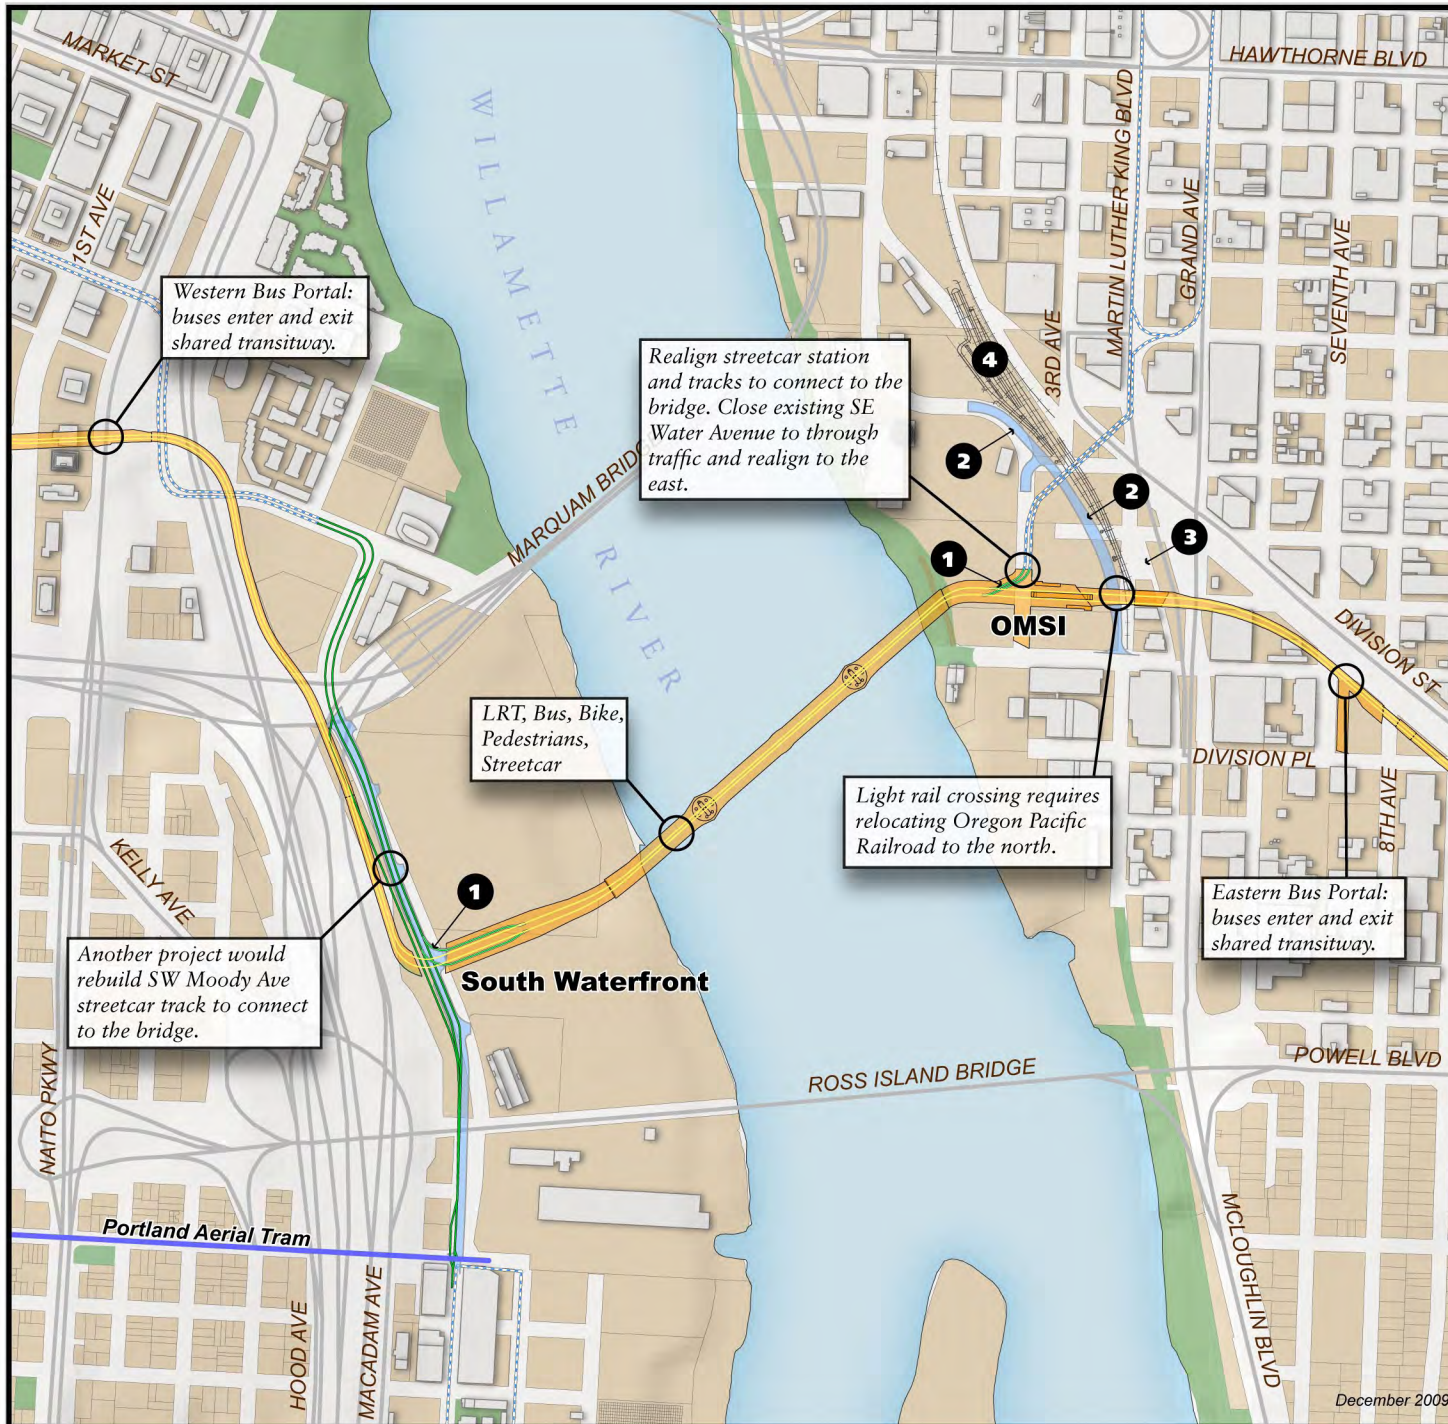 MARKET ST
HAWTHORNE BLVD
WILLAMETTE
RIVER
1ST AVE
MARTIN LUTHER KING BLVD
GRAND AVE
SEVENTH AVE
3RD AVE
Western Bus Portal:
buses enter and exit
shared transitway.
Realign streetcar station
and tracks to connect to the
bridge. Close existing SE
Water Avenue to through
traffic and realign to the
east.
4
2
2
3
1
MARQUAM BRIDGE
OMSI
DIVISION ST
LRT, Bus, Bike,
Pedestrians,
Streetcar
DIVISION PL
8TH AVE
Light rail crossing requires
relocating Oregon Pacific
Railroad to the north.
KELLY AVE
1
Eastern Bus Portal:
buses enter and exit
shared transitway.
Another project would
rebuild SW Moody Ave
streetcar track to connect
to the bridge.
South Waterfront
NAITO PKWY
ROSS ISLAND BRIDGE
POWELL BLVD
Portland Aerial Tram
HOOD AVE
MACADAM AVE
MCLOUGHLIN BLVD
December 2009